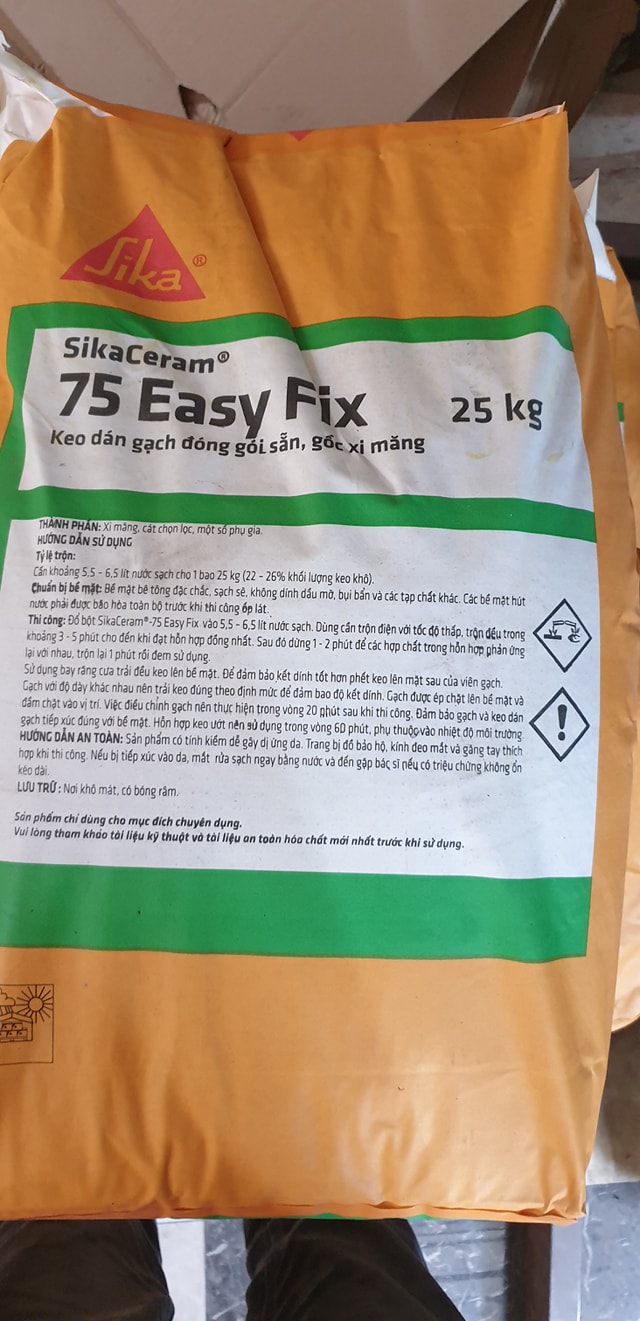 Sika®
SikaCeram®
75 Easy Fix
25 kg
Keo dán gạch đóng gói sẵn, gốc xi măng
THÀNH PHẦN: Xi măng, cát chọn lọc, một số phụ gia.
HƯỚNG DẪN SỬ DỤNG
Tỷ lệ trộn:
Cần khoảng 5,5 – 6,5 lít nước sạch cho 1 bao 25 kg (22 – 26% khối lượng keo khô).
Chuẩn bị bề mặt: Bề mặt bê tông đặc chắc, sạch sẽ, không dính dầu mỡ, bụi bẩn và các tạp chất khác. Các bề mặt hút
nước phải được bão hòa toàn bộ trước khi thi công ốp lát.
Thi công: Đổ bột SikaCeram®-75 Easy Fix vào 5,5 – 6,5 lít nước sạch. Dùng cần trộn điện với tốc độ thấp, trộn đều trong
khoảng 3 - 5 phút cho đến khi đạt hỗn hợp đồng nhất. Sau đó dừng 1 - 2 phút để các hợp chất trong hỗn hợp phản ứng
lại với nhau, trộn lại 1 phút rồi đem sử dụng.
Sử dụng bay răng cưa trải đều keo lên bề mặt. Để đảm bảo kết dính tốt hơn phết keo lên mặt sau của viên gạch.
Gạch với độ dày khác nhau nên trải keo đúng theo định mức để đảm bảo độ kết dính. Gạch được ép chặt lên bề mặt và
dầm chặt vào vị trí. Việc điều chỉnh gạch nên thực hiện trong vòng 20 phút sau khi thi công. Đảm bảo gạch và keo dán
gạch tiếp xúc đúng với bề mặt. Hỗn hợp keo ướt nên sử dụng trong vòng 60 phút, phụ thuộc vào nhiệt độ môi trường.
HƯỚNG DẪN AN TOÀN: Sản phẩm có tính kiềm dễ gây dị ứng da. Trang bị đồ bảo hộ, kính đeo mắt và găng tay thích
hợp khi thi công. Nếu bị tiếp xúc vào da, mắt rửa sạch ngay bằng nước và đến gặp bác sĩ nếu có triệu chứng không ổn
kéo dài.
LƯU TRỮ : Nơi khô mát, có bóng râm.
Sản phẩm chỉ dùng cho mục đích chuyên dụng.
Vui lòng tham khảo tài liệu kỹ thuật và tài liệu an toàn hóa chất mới nhất trước khi sử dụng.